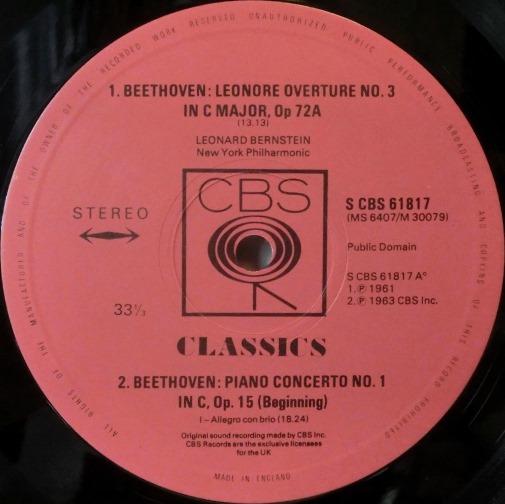 ALL RIGHTS OF THE MANUFACTURER AND OF THE OWNER OF THE RECORDED WORK RESERVED UNAUTHORIZED PUBLIC PERFORMANCE BROADCASTING AND COPYING OF THIS RECORD PROHIBITED
1. BEETHOVEN: LEONORE OVERTURE NO. 3
IN C MAJOR, Op 72A
(13.13)
LEONARD BERNSTEIN
New York Philharmonic
CBS
STEREO
S CBS 61817
(MS 6407/M 30079)
Public Domain
S CBS 61817 A°
1. ℗ 1961
2. ℗ 1963 CBS Inc.
33⅓
CLASSICS
2. BEETHOVEN: PIANO CONCERTO NO. 1
IN C, Op. 15 (Beginning)
I – Allegro con brio (18.24)
Original sound recording made by CBS Inc.
CBS Records are the exclusive licensees
for the UK
MADE IN ENGLAND